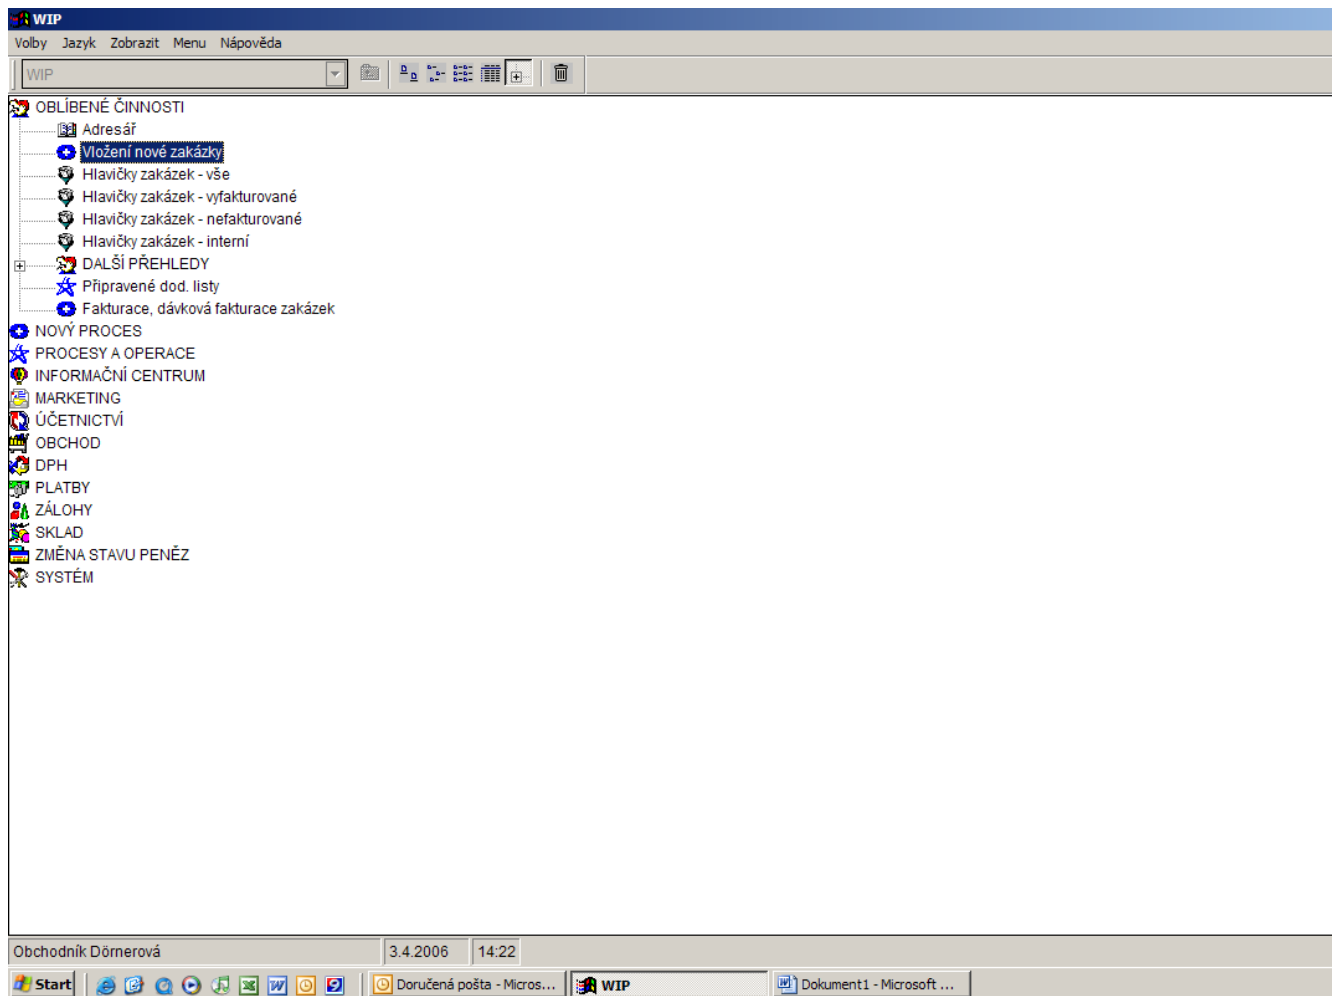 WIP
Volby Jazyk Zobrazit Menu Nápověda
WIP
OBLÍBENÉ ČINNOSTI
Adresář
Vložení nové zakázky
Hlavičky zakázek - vše
Hlavičky zakázek - vyfakturované
Hlavičky zakázek - nefakturované
Hlavičky zakázek - interní
DALŠÍ PŘEHLEDY
Připravené dod. listy
Fakturace, dávková fakturace zakázek
NOVÝ PROCES
PROCESY A OPERACE
INFORMAČNÍ CENTRUM
MARKETING
ÚČETNICTVÍ
OBCHOD
DPH
PLATBY
ZÁLOHY
SKLAD
ZMĚNA STAVU PENĚZ
SYSTÉM
Obchodník Dörnerová 3.4.2006 14:22
Start Doručená pošta - Micros... WIP Dokument1 - Microsoft ...